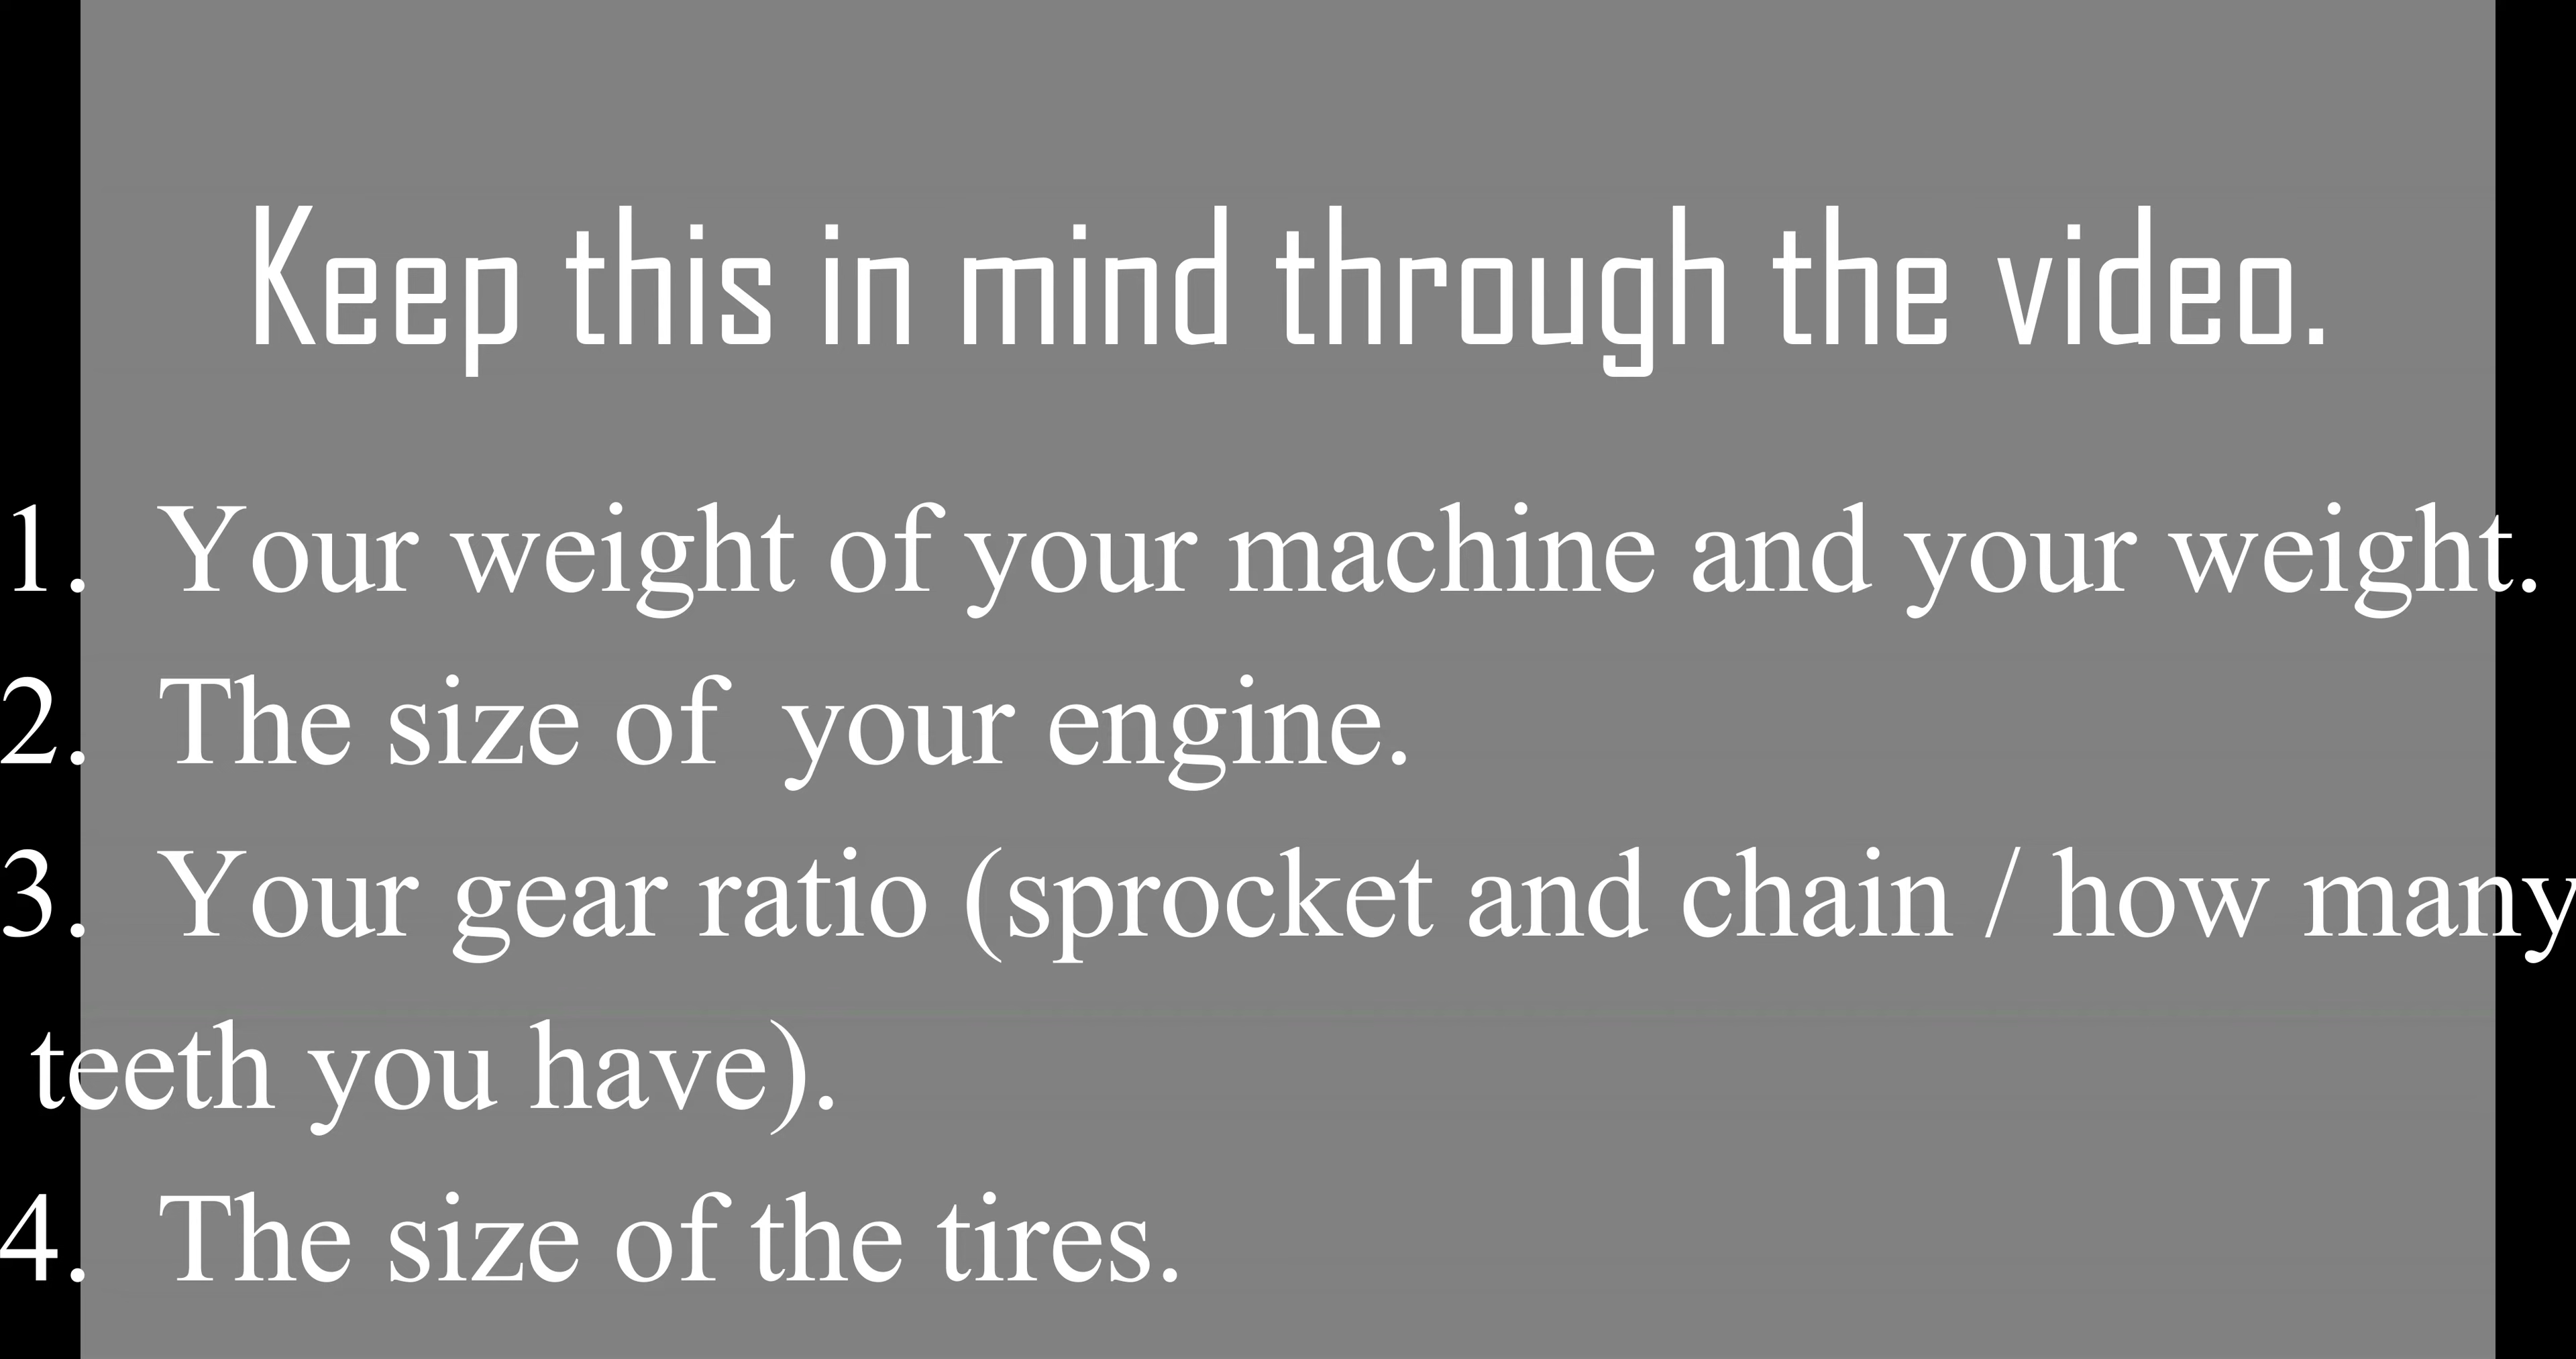 Keep this in mind through the video.
1. Your weight of your machine and your weight.
2. The size of  your engine.
3. Your gear ratio (sprocket and chain / how many
teeth you have).
4. The size of the tires.